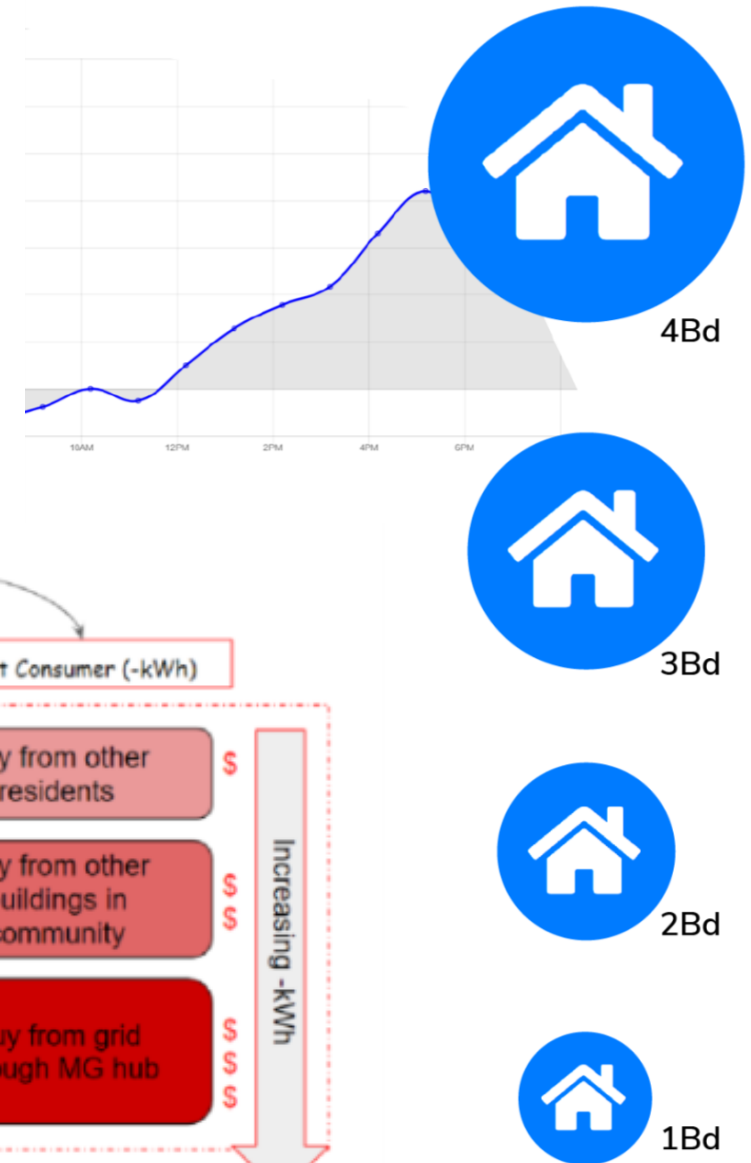 10AM 12PM 2PM 4PM 6PM
4Bd
3Bd
t Consumer (-kWh)
y from other
residents
$
2Bd
y from other
uildings in
community
$
$
Increasing -kWh
uy from grid
ough MG hub
$
$
$
1Bd